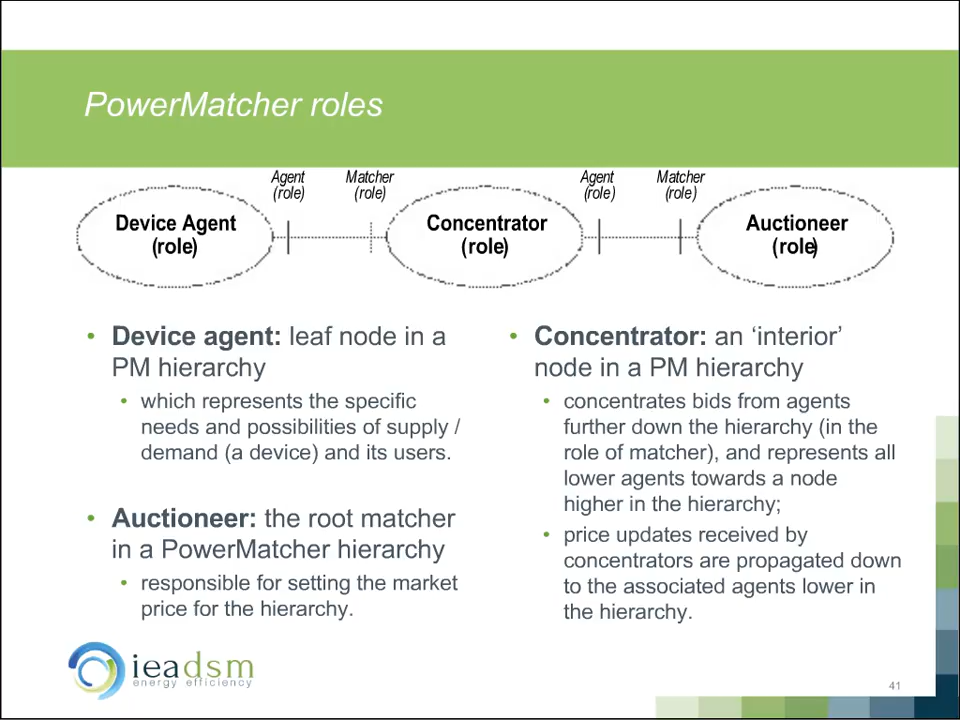 PowerMatcher roles
Agent
(role)
Matcher
(role)
Agent
(role)
Matcher
(role)
Device Agent
(role)
Concentrator
(role)
Auctioneer
(role)
• Device agent: leaf node in a
PM hierarchy
• which represents the specific
needs and possibilities of supply /
demand (a device) and its users.
• Auctioneer: the root matcher
in a PowerMatcher hierarchy
• responsible for setting the market
price for the hierarchy.
• Concentrator: an ‘interior’
node in a PM hierarchy
• concentrates bids from agents
further down the hierarchy (in the
role of matcher), and represents all
lower agents towards a node
higher in the hierarchy;
• price updates received by
concentrators are propagated down
to the associated agents lower in
the hierarchy.
ieadsm
energy efficiency
41